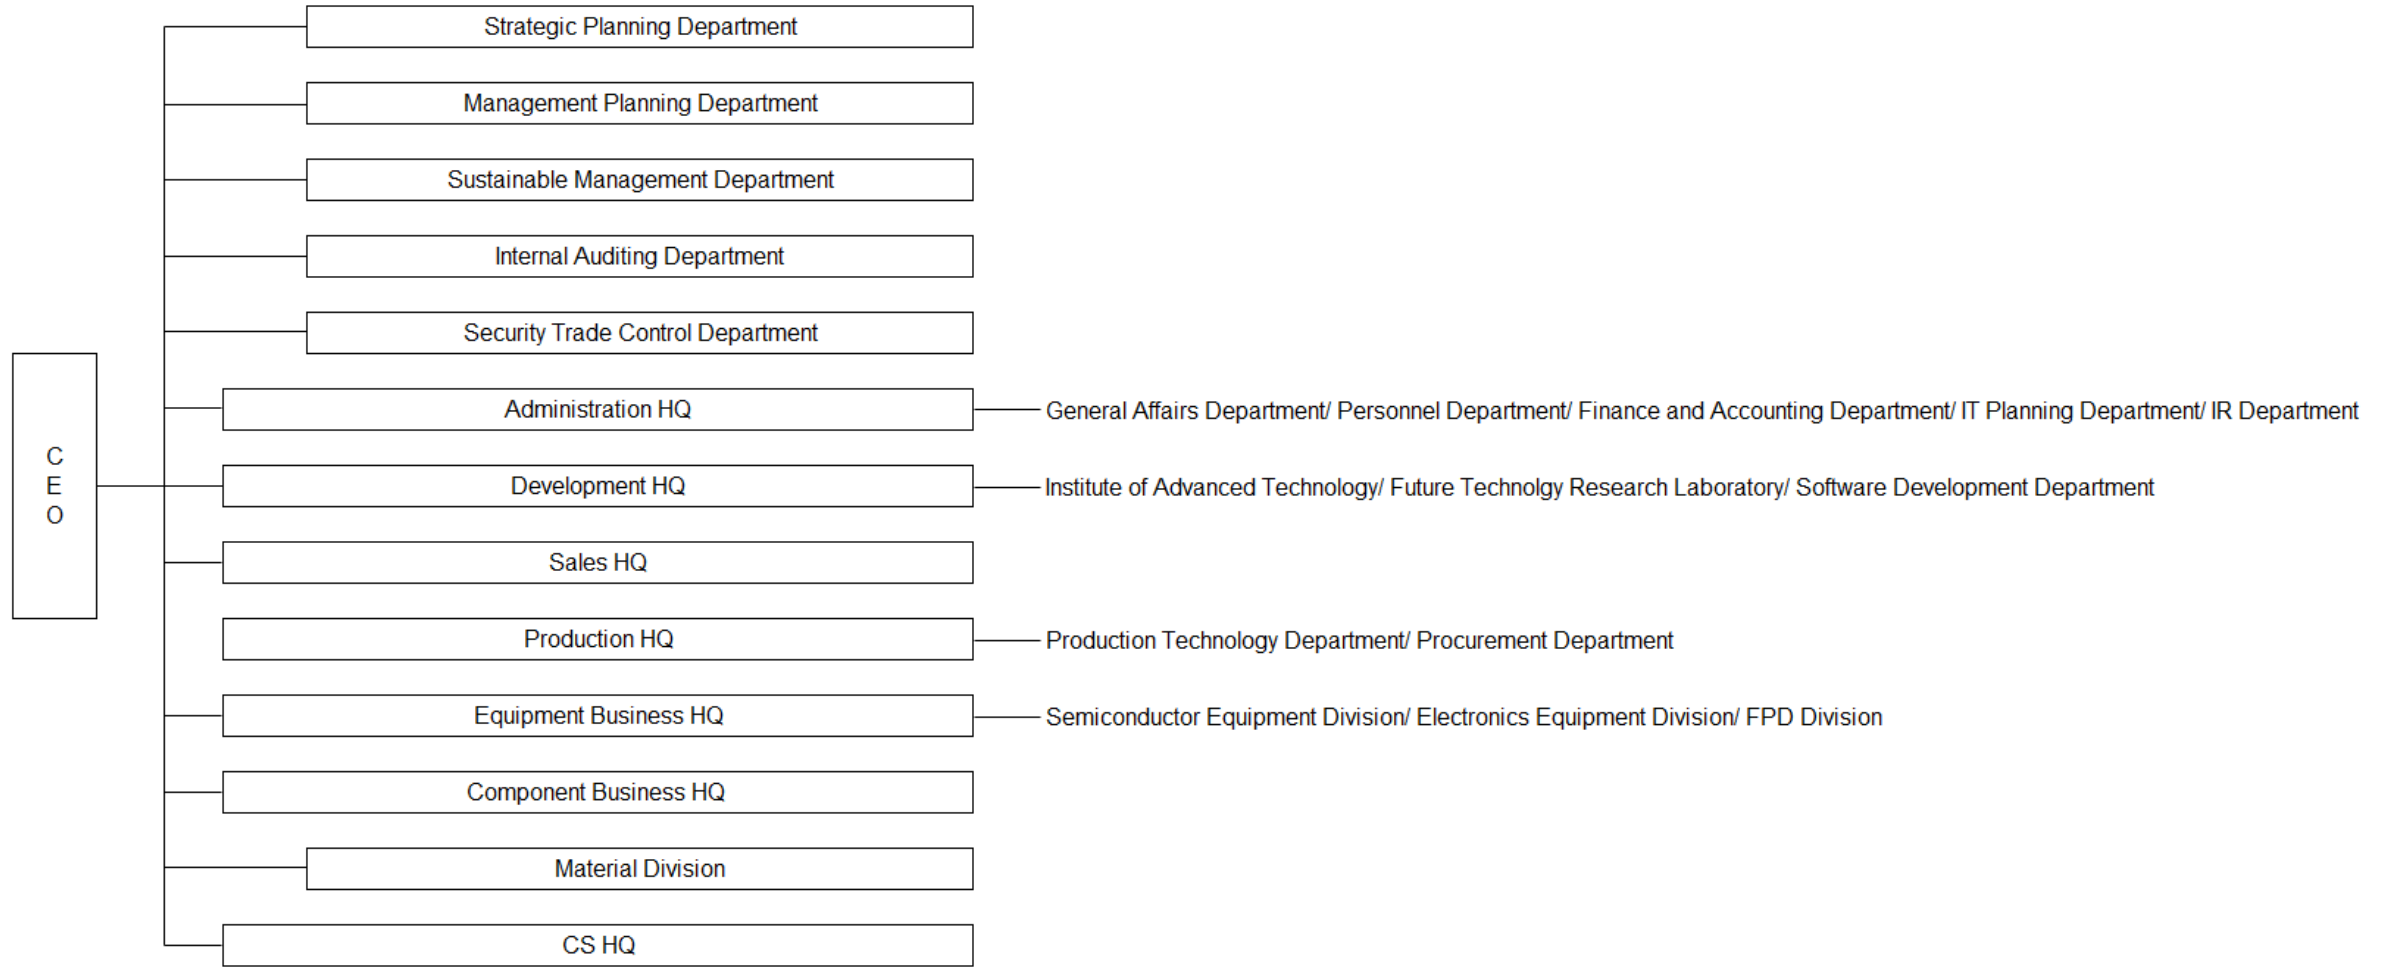 Strategic Planning Department
Management Planning Department
Sustainable Management Department
Internal Auditing Department
Security Trade Control Department
C
E
O
Administration HQ
General Affairs Department/ Personnel Department/ Finance and Accounting Department/ IT Planning Department/ IR Department
Development HQ
Institute of Advanced Technology/ Future Technolgy Research Laboratory/ Software Development Department
Sales HQ
Production HQ
Production Technology Department/ Procurement Department
Equipment Business HQ
Semiconductor Equipment Division/ Electronics Equipment Division/ FPD Division
Component Business HQ
Material Division
CS HQ